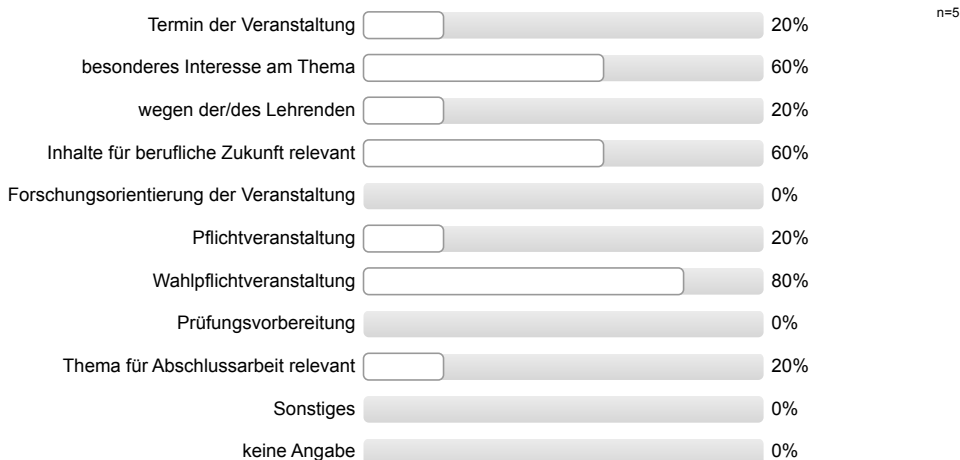 n=5
Termin der Veranstaltung 20%
besonderes Interesse am Thema 60%
wegen der/des Lehrenden 20%
Inhalte für berufliche Zukunft relevant 60%
Forschungsorientierung der Veranstaltung 0%
Pflichtveranstaltung 20%
Wahlpflichtveranstaltung 80%
Prüfungsvorbereitung 0%
Thema für Abschlussarbeit relevant 20%
Sonstiges 0%
keine Angabe 0%